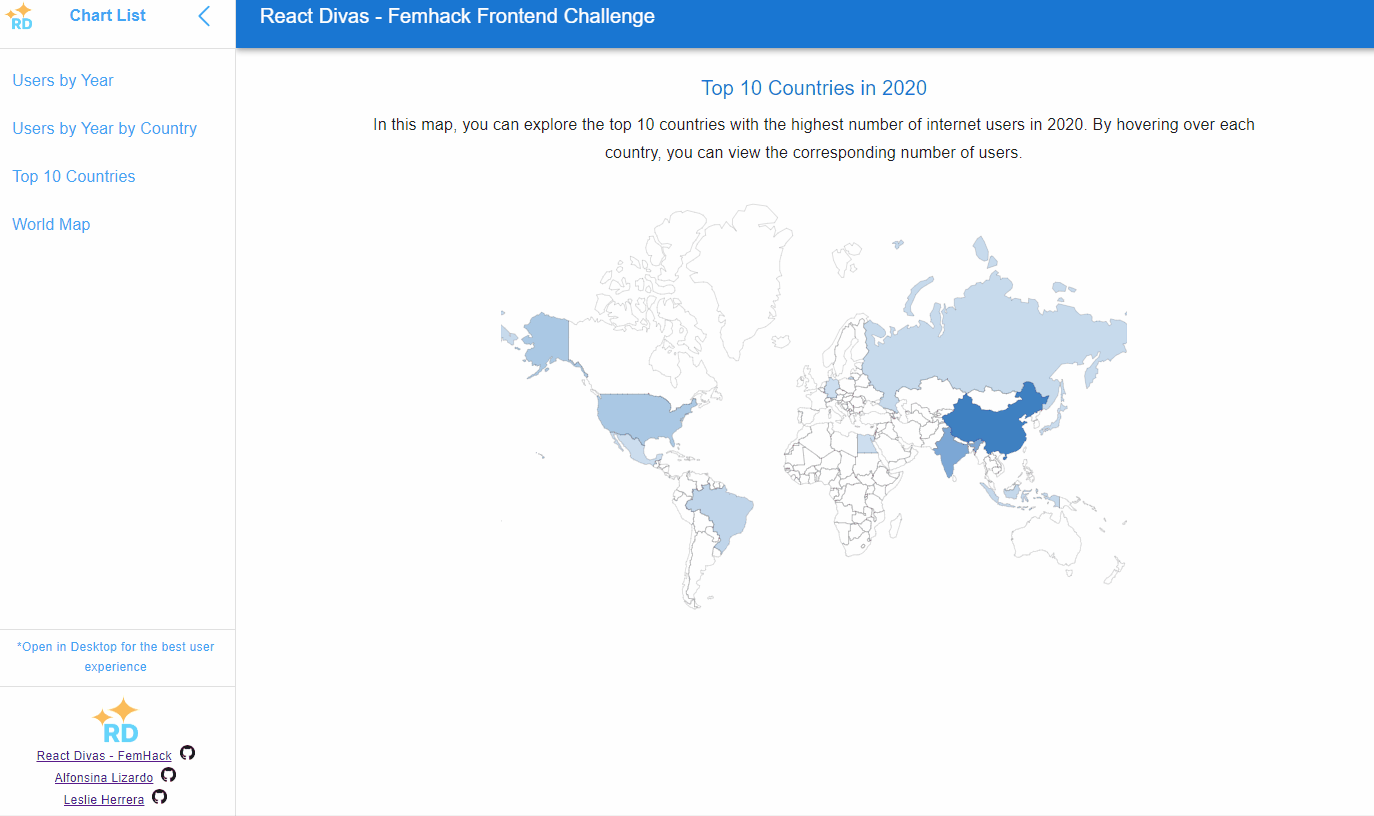 RD
Chart List
React Divas - Femhack Frontend Challenge
Users by Year
Users by Year by Country
Top 10 Countries
World Map
Top 10 Countries in 2020
In this map, you can explore the top 10 countries with the highest number of internet users in 2020. By hovering over each
country, you can view the corresponding number of users.
*Open in Desktop for the best user
experience
RD
React Divas - FemHack
Alfonsina Lizardo
Leslie Herrera